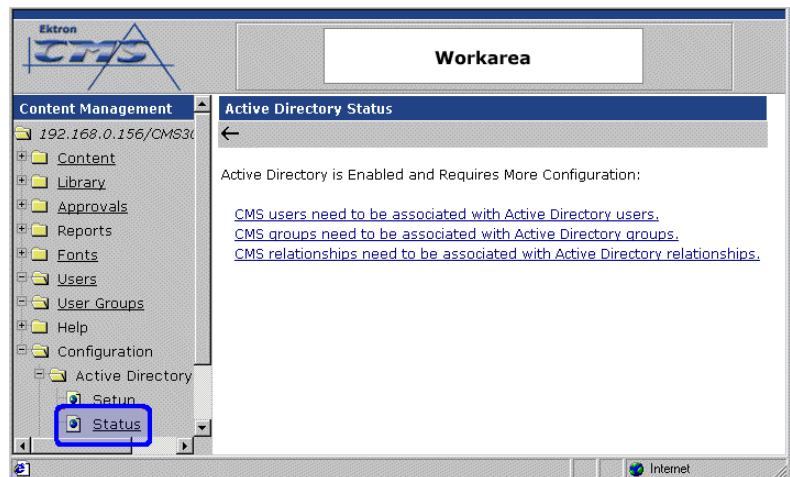 Ektron
CMS
Workarea
Content Management
Active Directory Status
192.168.0.156/CMS30
Content
Library
Approvals
Reports
Fonts
Users
User Groups
Help
Configuration
Active Directory
Setup
Status
Active Directory is Enabled and Requires More Configuration:
CMS users need to be associated with Active Directory users.
CMS groups need to be associated with Active Directory groups.
CMS relationships need to be associated with Active Directory relationships.
Internet